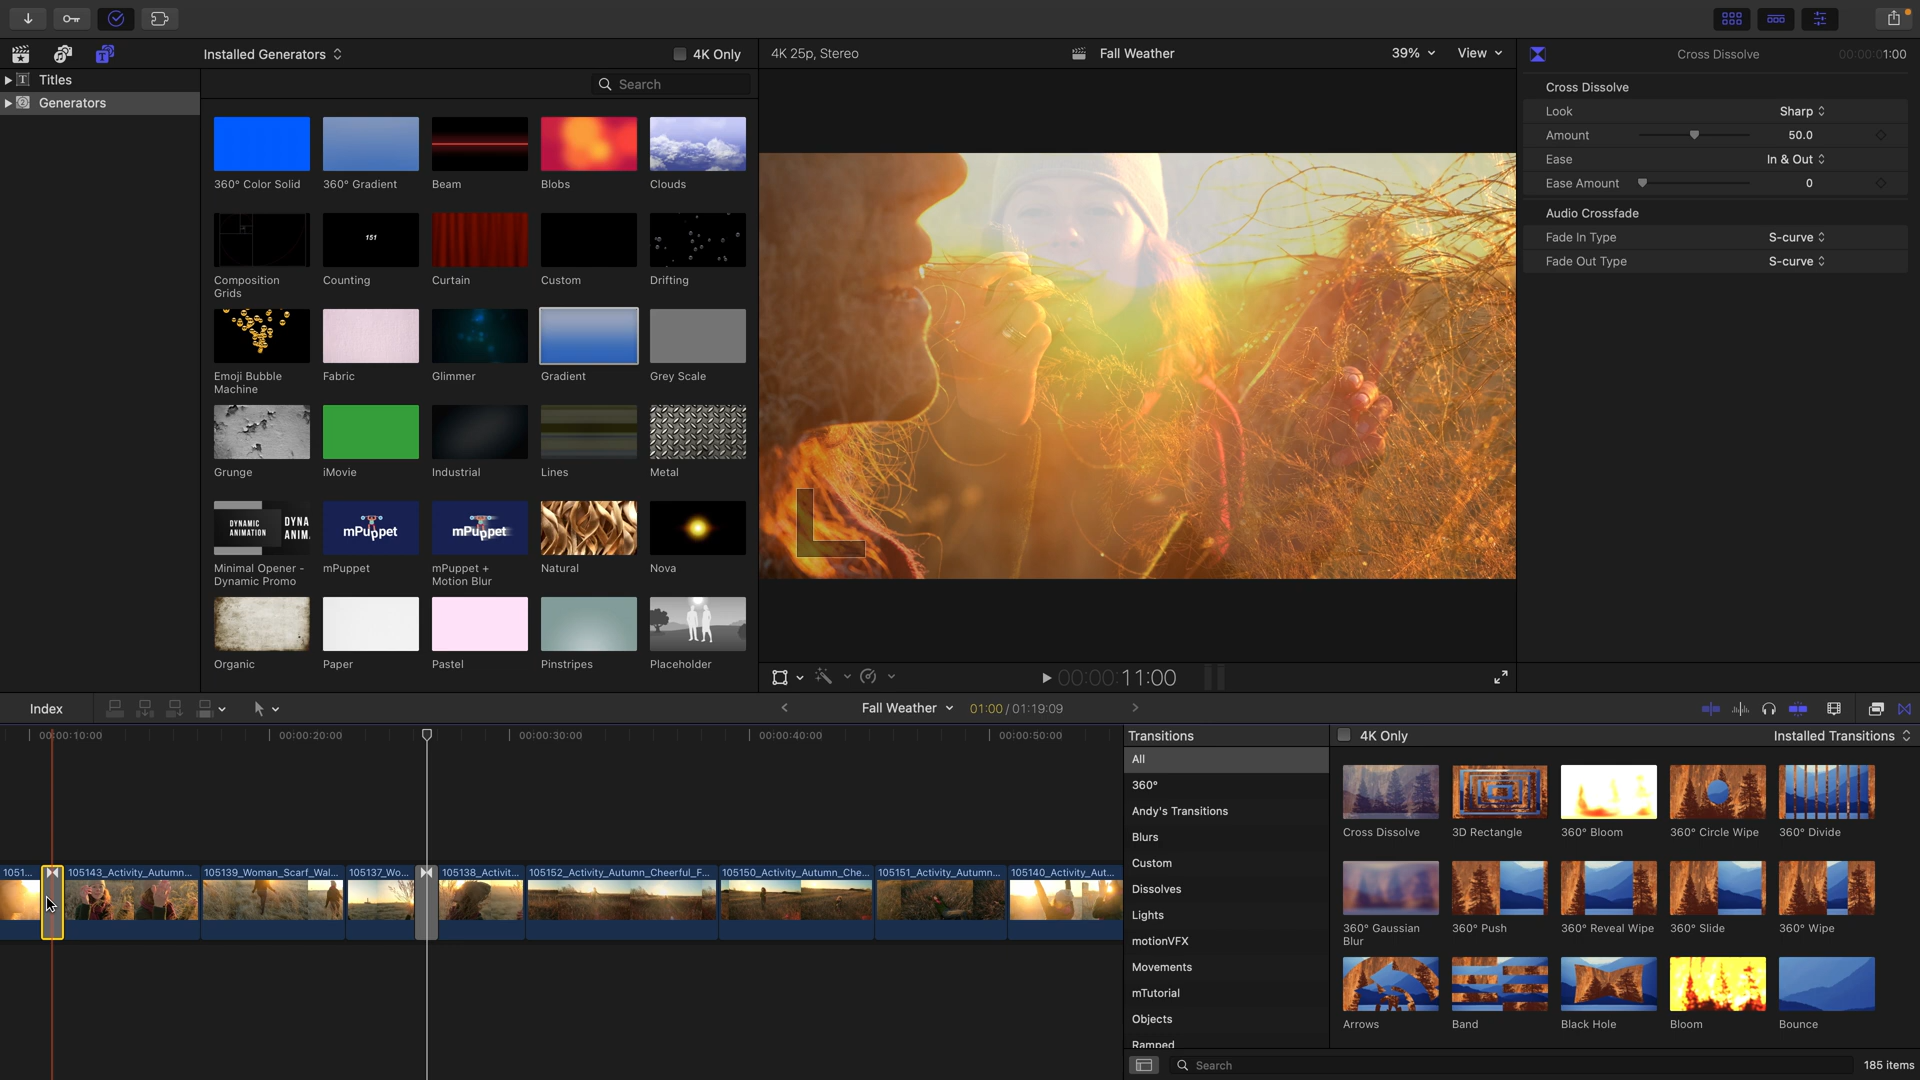 Installed Generators
4K Only
4K 25p, Stereo
Fall Weather
39%
View
Cross Dissolve
00:00:01:00
Titles
Generators
Search
Cross Dissolve
Look
Sharp
Amount
50.0
Ease
In & Out
Ease Amount
0
Audio Crossfade
Fade In Type
S-curve
Fade Out Type
S-curve
360° Color Solid
360° Gradient
Beam
Blobs
Clouds
151
Composition
Grids
Counting
Curtain
Custom
Drifting
Emoji Bubble
Machine
Fabric
Glimmer
Gradient
Grey Scale
Grunge
iMovie
Industrial
Lines
Metal
DYNAMIC
ANIMATION
DYNA
ANIM.
mPuppet
mPuppet
Minimal Opener -
Dynamic Promo
mPuppet
mPuppet +
Motion Blur
Natural
Nova
Organic
Paper
Pastel
Pinstripes
Placeholder
00:00:11:00
Index
Fall Weather
01:00 / 01:19:09
00:00:10:00
00:00:20:00
00:00:30:00
00:00:40:00
00:00:50:00
1051...
105143_Activity_Autumn...
105139_Woman_Scarf_Wal...
105137_Wo...
105138_Activit...
105152_Activity_Autumn_Cheerful_F...
105150_Activity_Autumn_Che...
105151_Activity_Autumn...
105140_Activity_Aut...
Transitions
4K Only
Installed Transitions
All
360°
Andy's Transitions
Blurs
Custom
Dissolves
Lights
motionVFX
Movements
mTutorial
Objects
Ramped
Cross Dissolve
3D Rectangle
360° Bloom
360° Circle Wipe
360° Divide
360° Gaussian
Blur
360° Push
360° Reveal Wipe
360° Slide
360° Wipe
Arrows
Band
Black Hole
Bloom
Bounce
Search
185 items